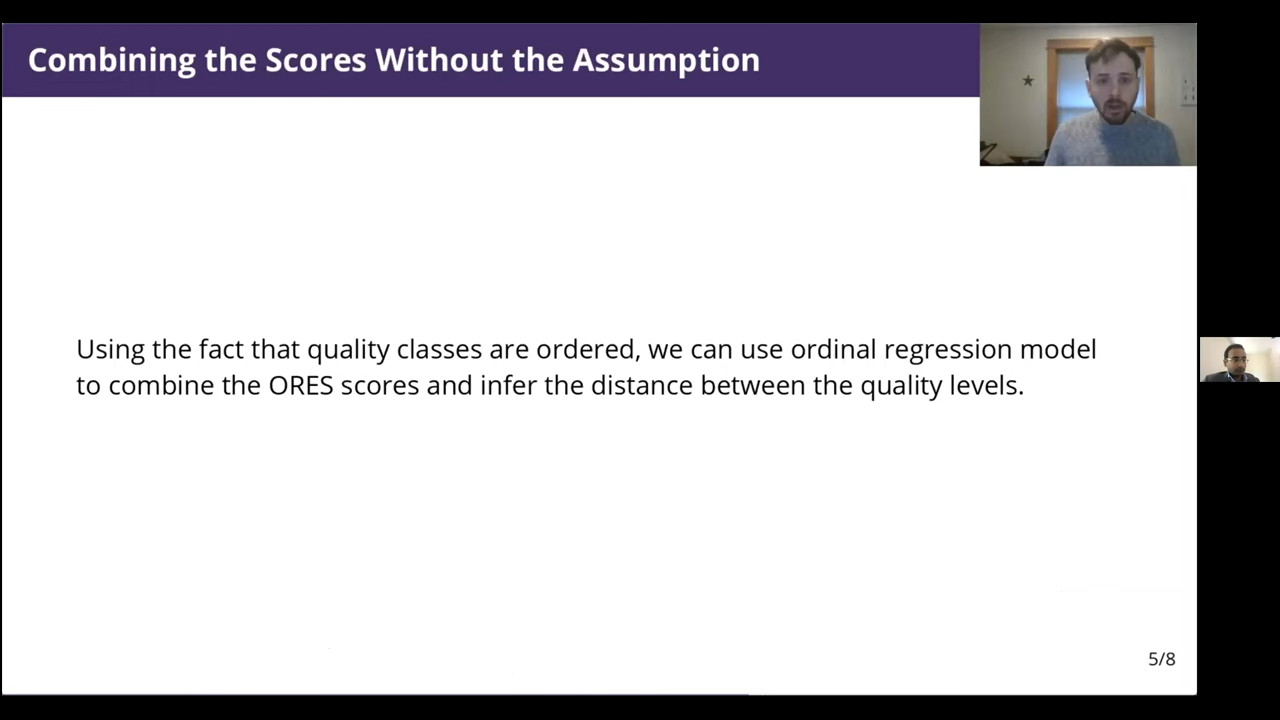 Combining the Scores Without the Assumption
Using the fact that quality classes are ordered, we can use ordinal regression model
to combine the ORES scores and infer the distance between the quality levels.
5/8